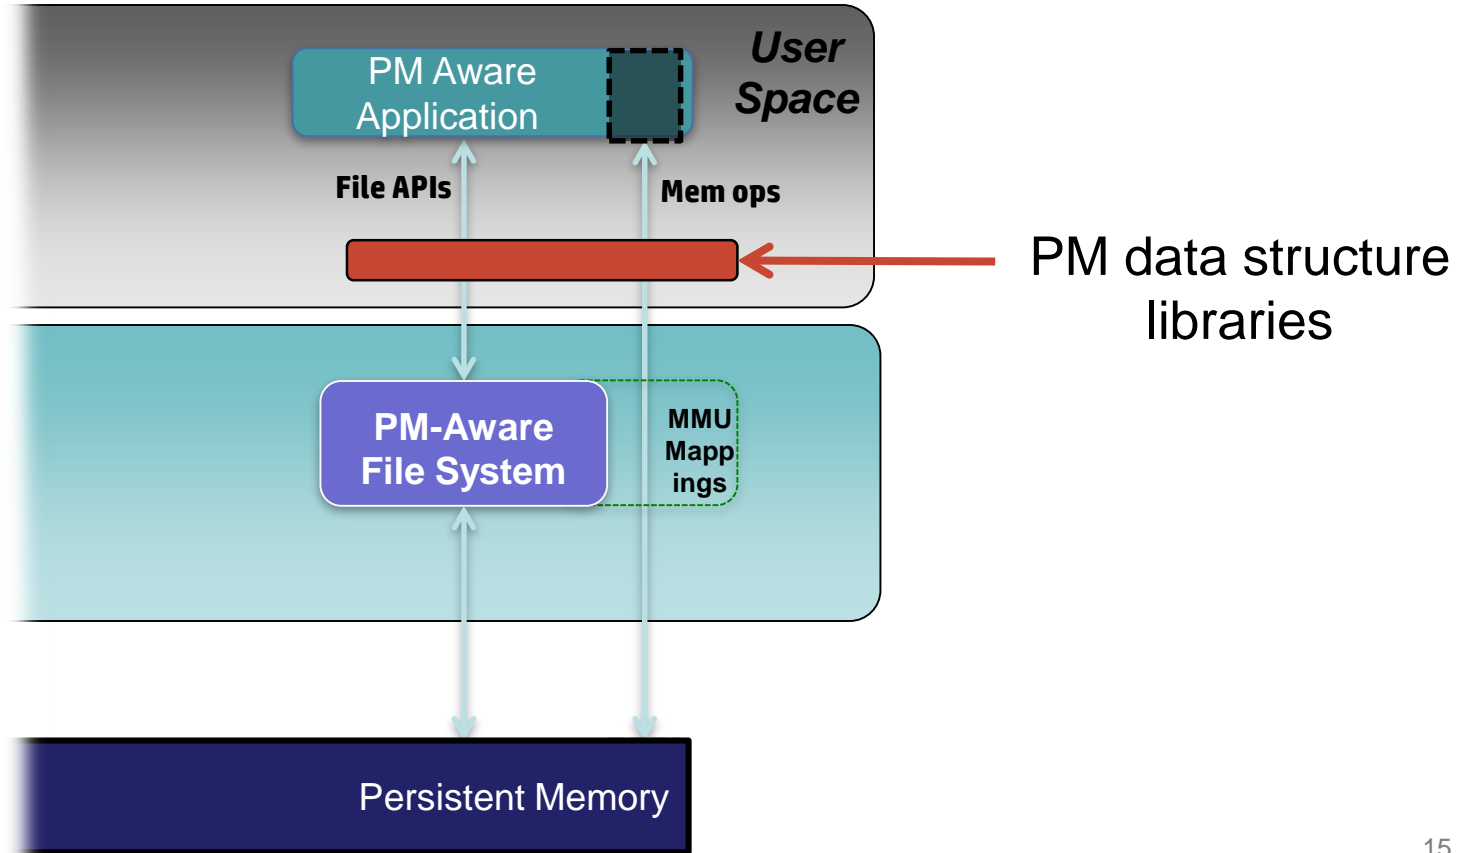 User
Space
PM Aware
Application
File APIs
Mem ops
PM data structure
libraries
PM-Aware
File System
MMU
Mapp
ings
Persistent Memory
15